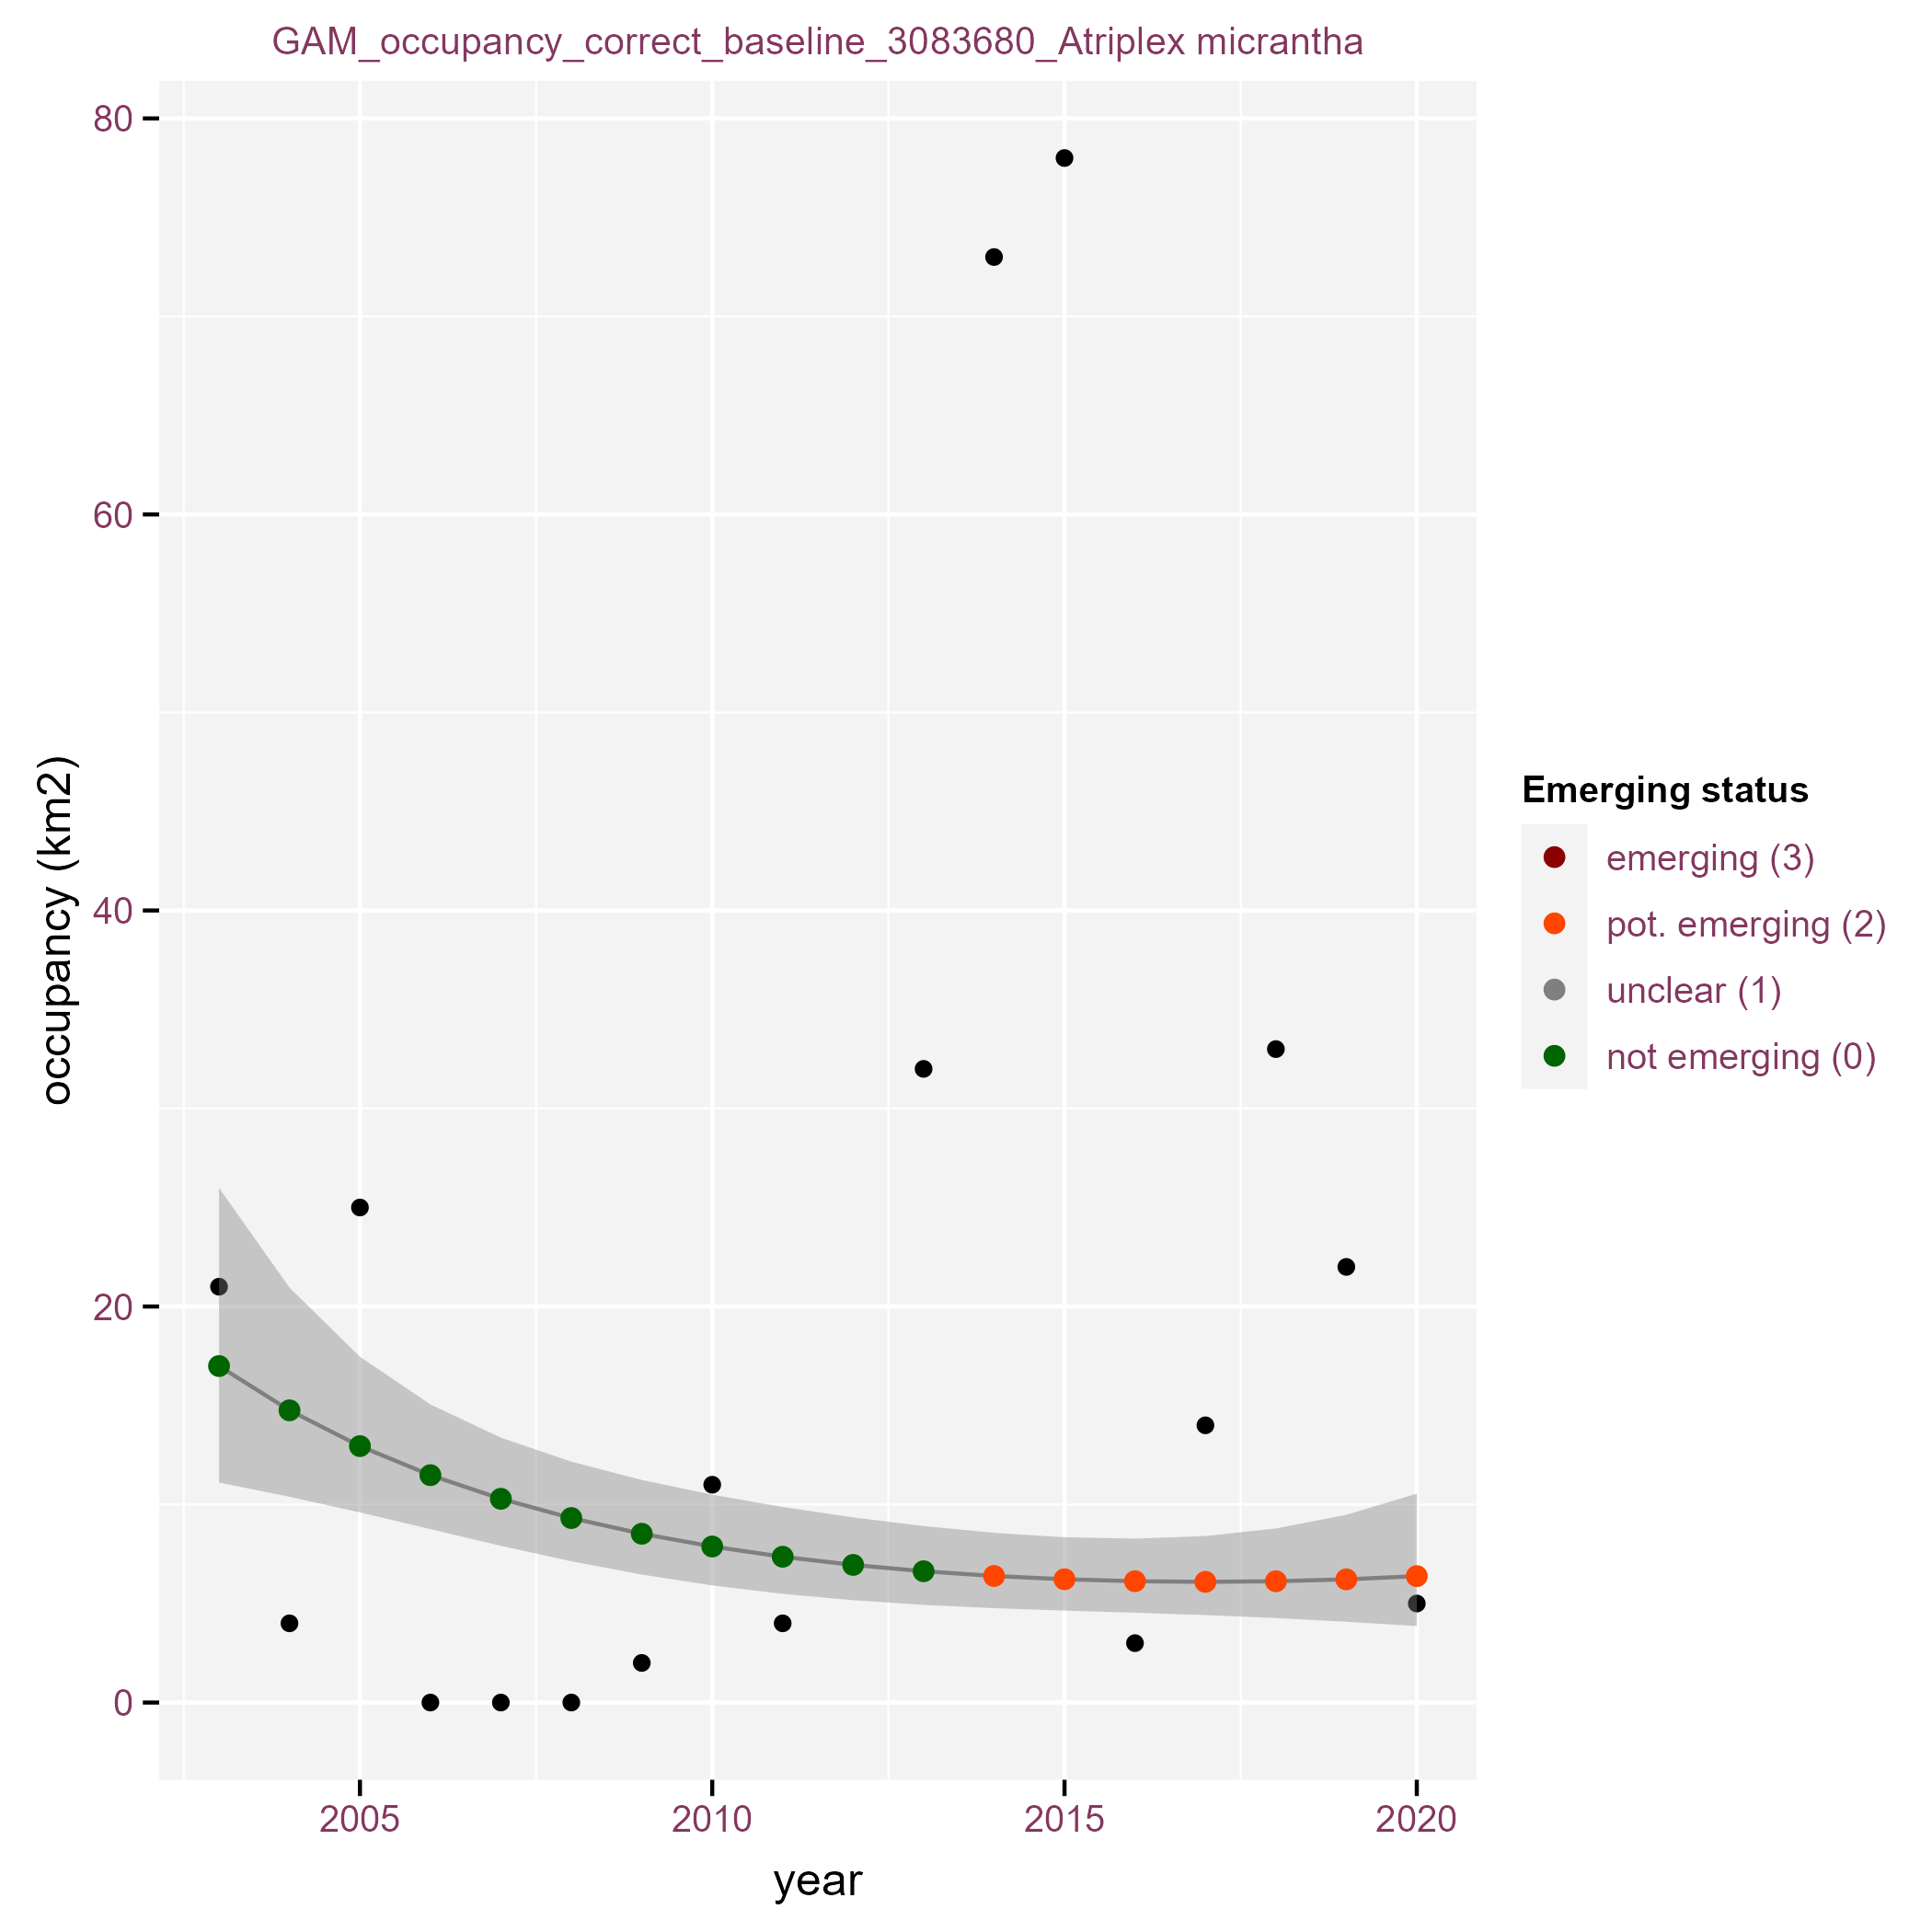 GAM_occupancy_correct_baseline_3083680_Atriplex micrantha
80
60
40
20
0
occupancy (km2)
2005
2010
2015
2020
year
Emerging status
emerging (3)
pot. emerging (2)
unclear (1)
not emerging (0)